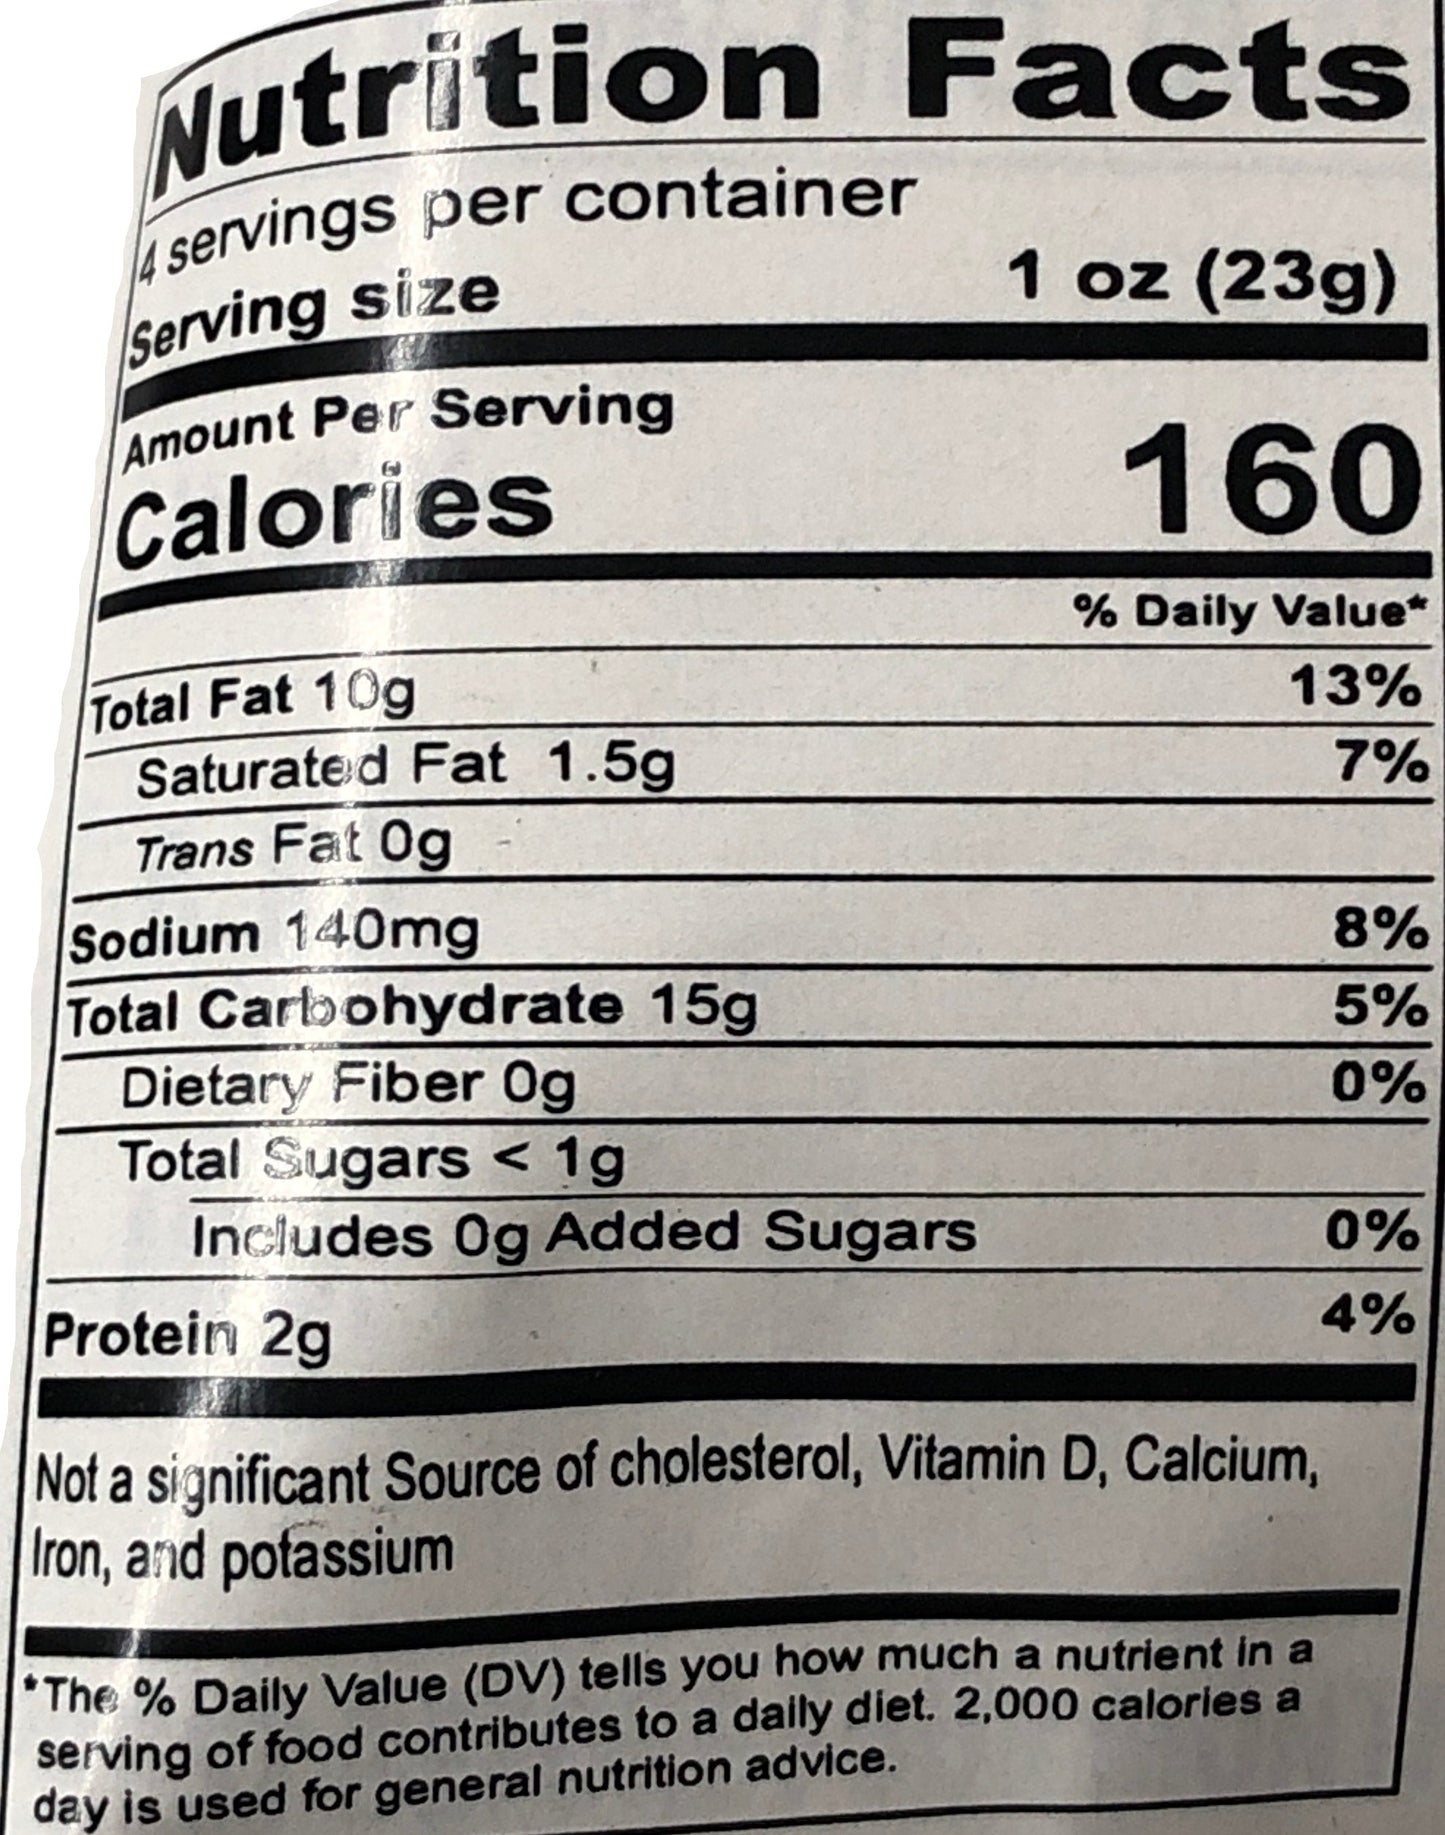 Nutrition Facts
4 servings per container
Serving size 1 oz (23g)
Amount Per Serving
Calories 160
% Daily Value*
Total Fat 10g 13%
Saturated Fat 1.5g 7%
Trans Fat 0g
Sodium 140mg 8%
Total Carbohydrate 15g 5%
Dietary Fiber 0g 0%
Total Sugars < 1g
Includes 0g Added Sugars 0%
Protein 2g 4%
Not a significant Source of cholesterol, Vitamin D, Calcium,
Iron, and potassium
*The % Daily Value (DV) tells you how much a nutrient in a
serving of food contributes to a daily diet. 2,000 calories a
day is used for general nutrition advice.